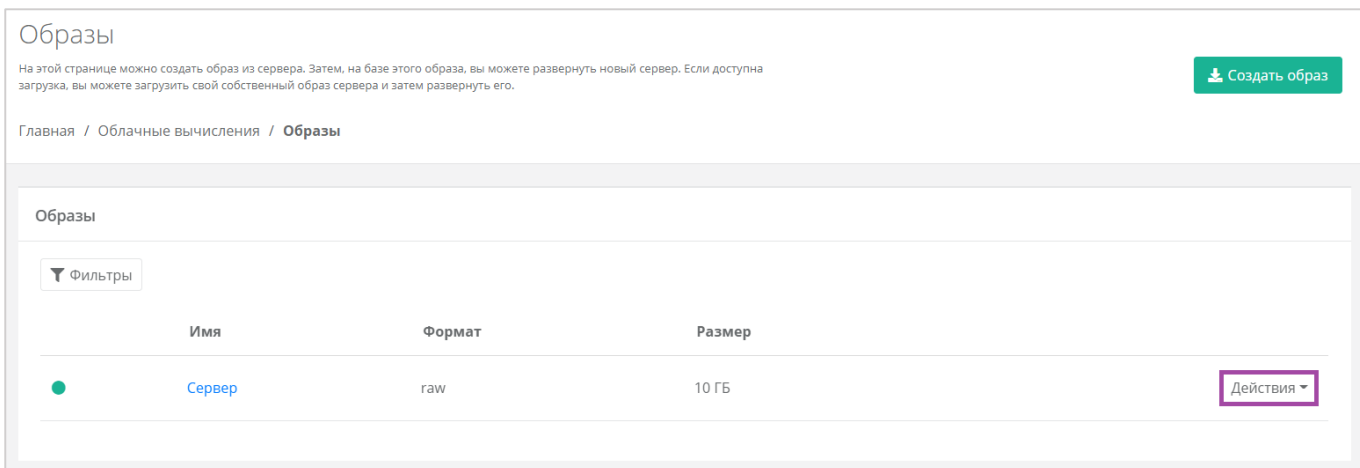 Образы
На этой странице можно создать образ из сервера. Затем, на базе этого образа, вы можете развернуть новый сервер. Если доступна
загрузка, вы можете загрузить свой собственный образ сервера и затем развернуть его.
Создать образ
Главная / Облачные вычисления / Образы
Образы
Фильтры
Имя Формат Размер
Сервер raw 10 ГБ Действия